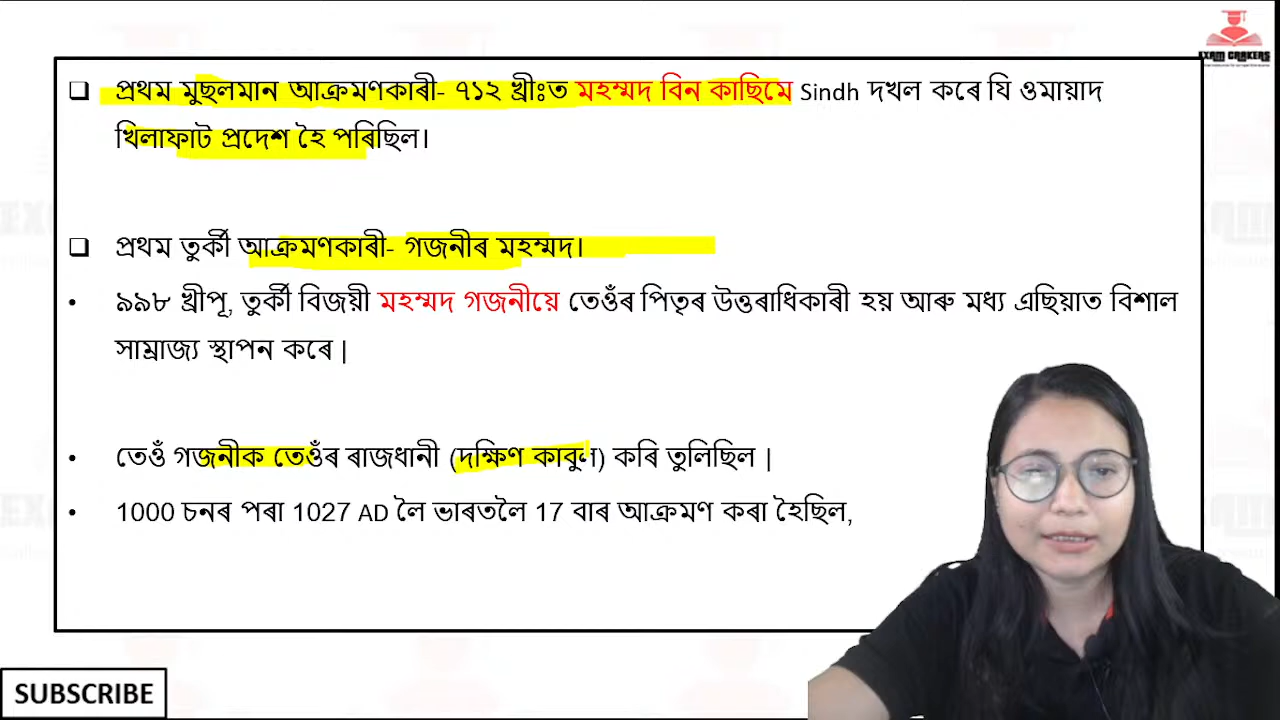 EXAM CRAKERS
প্ৰথম মুছলমান আক্ৰমণকাৰী- ৭১২ খ্ৰীঃত মহম্মদ বিন কাছিমে Sindh দখল কৰে যি ওমায়াদ
খিলাফাট প্ৰদেশ হৈ পৰিছিল।
প্ৰথম তুৰ্কী আক্ৰমণকাৰী- গজনীৰ মহম্মদ।
৯৯৮ খ্ৰীপূ, তুৰ্কী বিজয়ী মহম্মদ গজনীয়ে তেওঁৰ পিতৃৰ উত্তৰাধিকাৰী হয় আৰু মধ্য এছিয়াত বিশাল
সাম্ৰাজ্য স্থাপন কৰে |
তেওঁ গজনীক তেওঁৰ ৰাজধানী (দক্ষিণ কাবুল) কৰি তুলিছিল |
1000 চনৰ পৰা 1027 AD লৈ ভাৰতলৈ 17 বাৰ আক্ৰমণ কৰা হৈছিল,
SUBSCRIBE